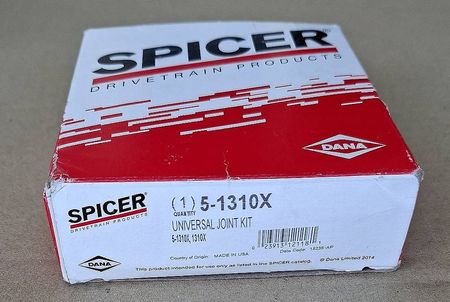 SPICER®
DRIVETRAIN PRODUCTS
DANA
SPICER®
DRIVETRAIN PRODUCTS
(1) 5-1310X
QUANTITY
UNIVERSAL JOINT KIT
5-1310X, 1310X
Country of Origin: MADE IN USA
Date Code:
DANA
This product intended for use only as listed in the SPICER catalog.
© Dana Limited 2014